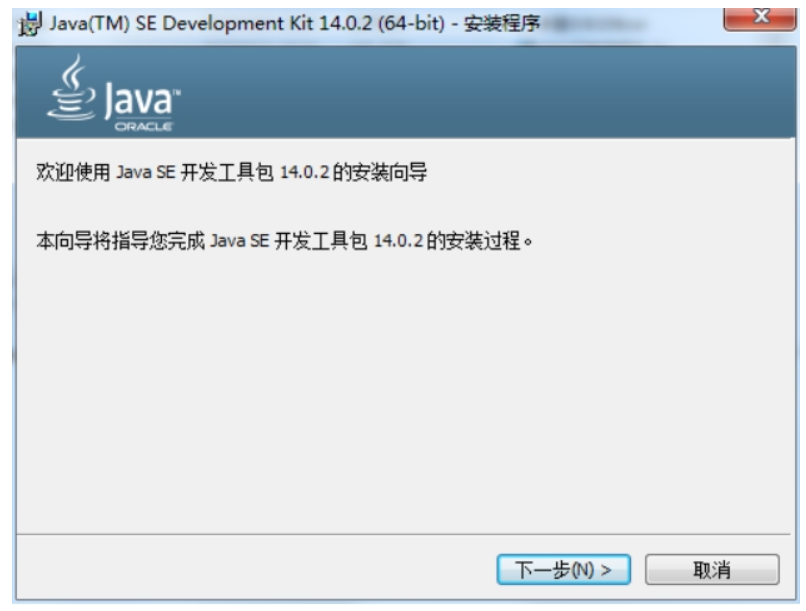 Java(TM) SE Development Kit 14.0.2 (64-bit) - 安装程序
Java™
ORACLE
欢迎使用 Java SE 开发工具包 14.0.2 的安装向导
本向导将指导您完成 Java SE 开发工具包 14.0.2 的安装过程。
下一步(N) >
取消